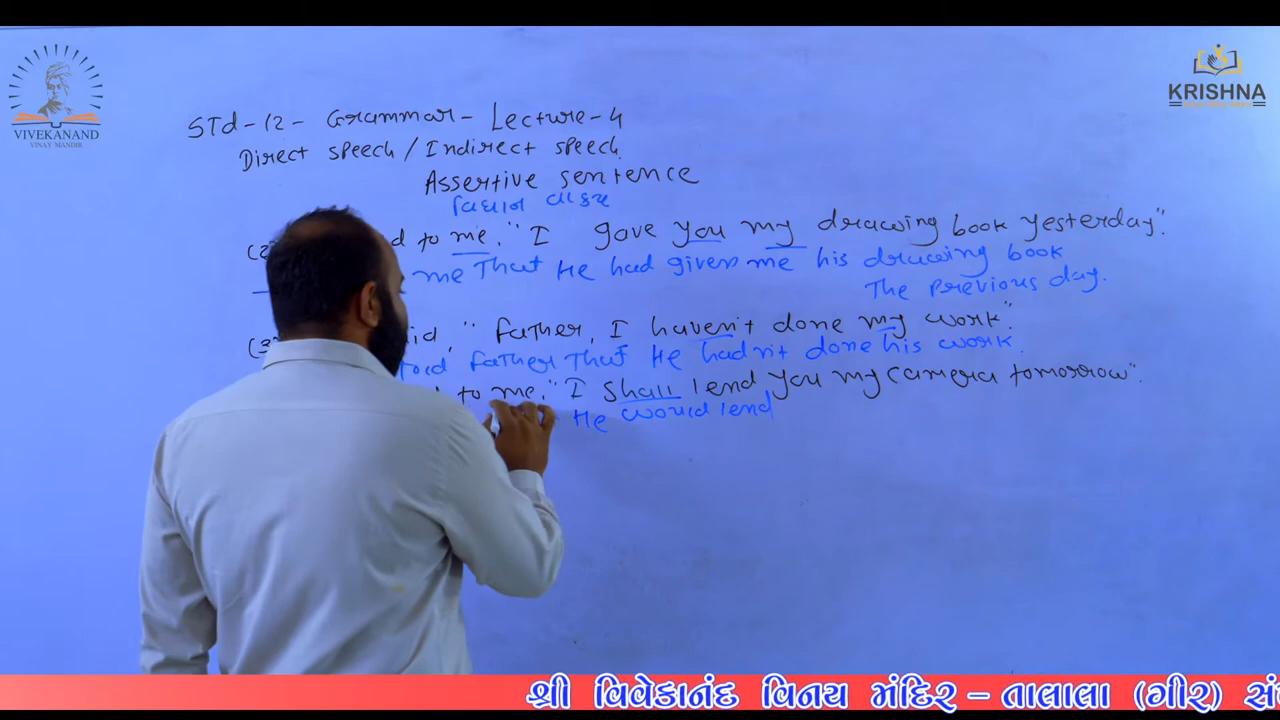 VIVEKANAND
VINAY MANDIR
KRISHNA
STd-12- Grammar- Lecture-4
Direct speech / Indirect speech
Assertive sentence
વિધાન વાક્ય
to me, "I gave you my drawing book yesterday".
me That He had given me his drawing book
The previous day.
(3) " Father, I haven't done my work."
Told Father That He hadn't done his work.
to me, "I shall lend you my camera tomorrow".
He would lend
શ્રી વિવેકાનંદ વિનય મંદિર – તાલાલા (ગીર)